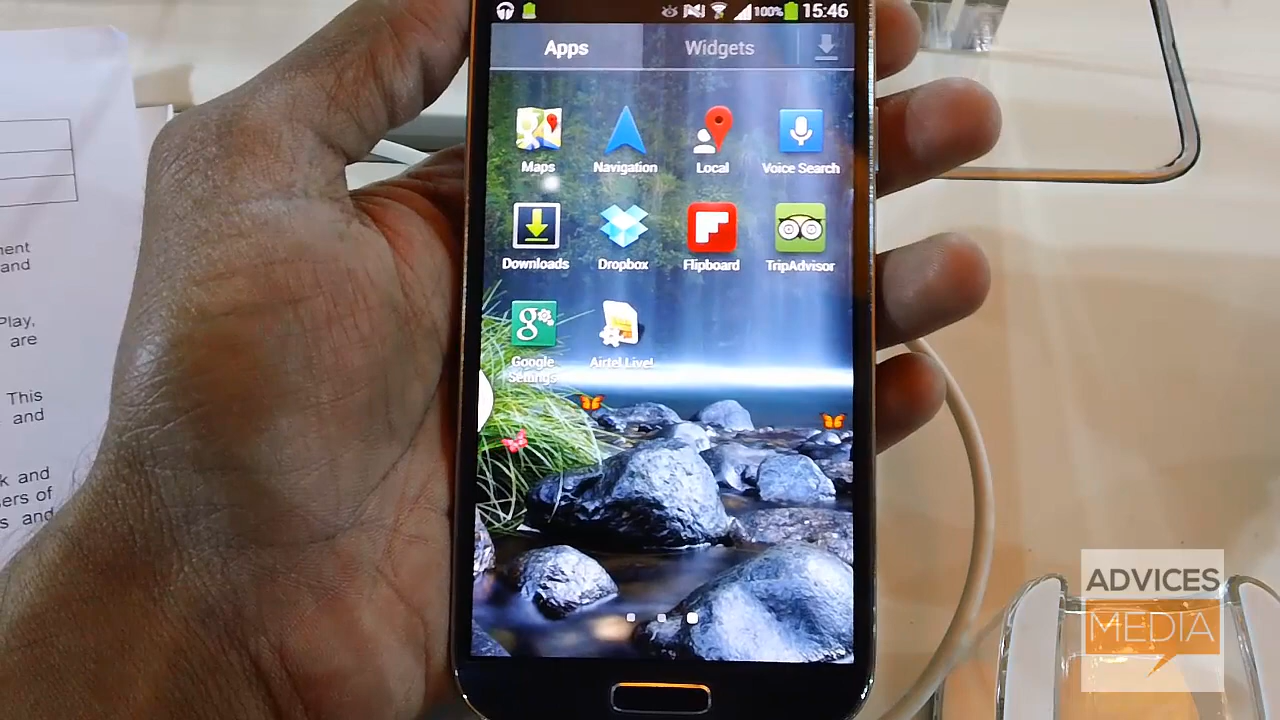 100% 15:46
Apps Widgets
Maps Navigation Local Voice Search
Downloads Dropbox Flipboard TripAdvisor
Google Airtel Live!
Settings
ment
and
Play,
are
This
and
k and
sers of
s and
ADVICES
MEDIA